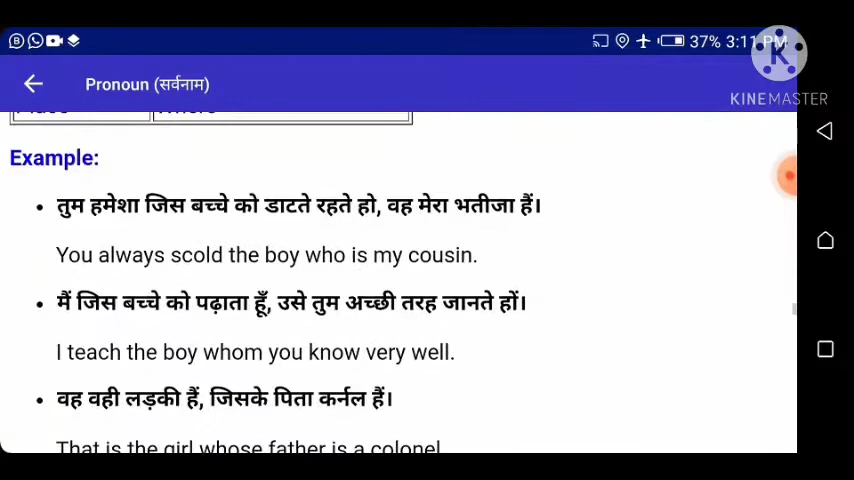 37% 3:11 PM
Pronoun (सर्वनाम)
KINEMASTER
Place Where
Example:
• तुम हमेशा जिस बच्चे को डाटते रहते हो, वह मेरा भतीजा हैं।
You always scold the boy who is my cousin.
• मैं जिस बच्चे को पढ़ाता हूँ, उसे तुम अच्छी तरह जानते हों।
I teach the boy whom you know very well.
• वह वही लड़की हैं, जिसके पिता कर्नल हैं।
That is the girl whose father is a colonel